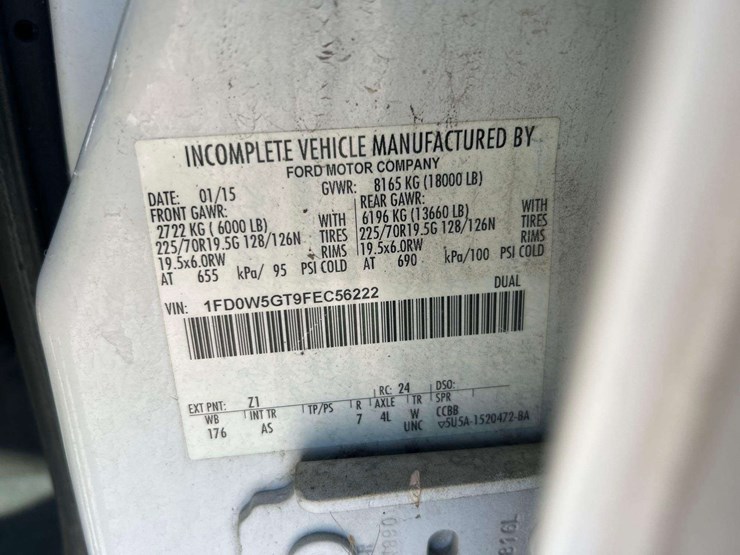 INCOMPLETE VEHICLE MANUFACTURED BY
FORD MOTOR COMPANY
DATE: 01/15 GVWR: 8165 KG (18000 LB)
FRONT GAWR: REAR GAWR:
2722 KG ( 6000 LB) WITH 6196 KG (13660 LB) WITH
225/70R19.5G 128/126N TIRES 225/70R19.5G 128/126N TIRES
19.5x6.0RW RIMS 19.5x6.0RW RIMS
AT 655 kPa/ 95 PSI COLD AT 690 kPa/100 PSI COLD
VIN: 1FD0W5GT9FEC56222 DUAL
EXT PNT: Z1 RC: 24 DSO:
WB INT TR TP/PS R AXLE TR SPR
176 AS 7 4L W CCBB
UNC 5U5A-1520472-BA
816L